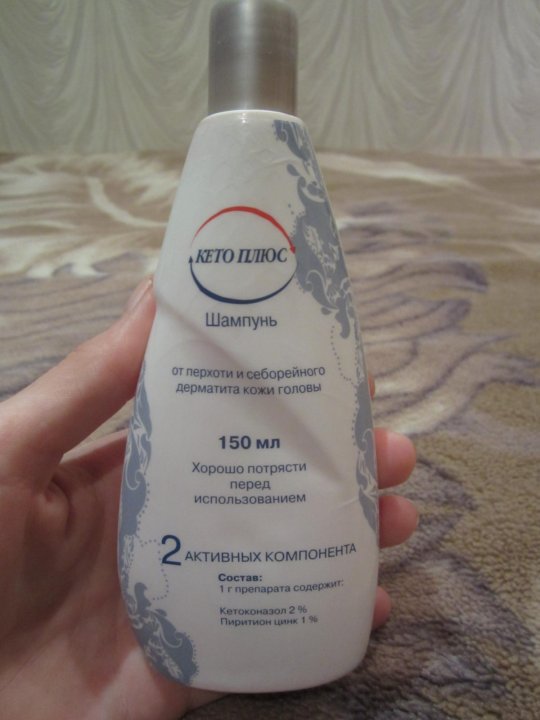 КЕТО ПЛЮС
Шампунь
от перхоти и себорейного
дерматита кожи головы
150 мл
Хорошо потрясти
перед
использованием
2 АКТИВНЫХ КОМПОНЕНТА
Состав:
1 г препарата содержит:
Кетоконазол 2 %
Пиритион цинк 1 %